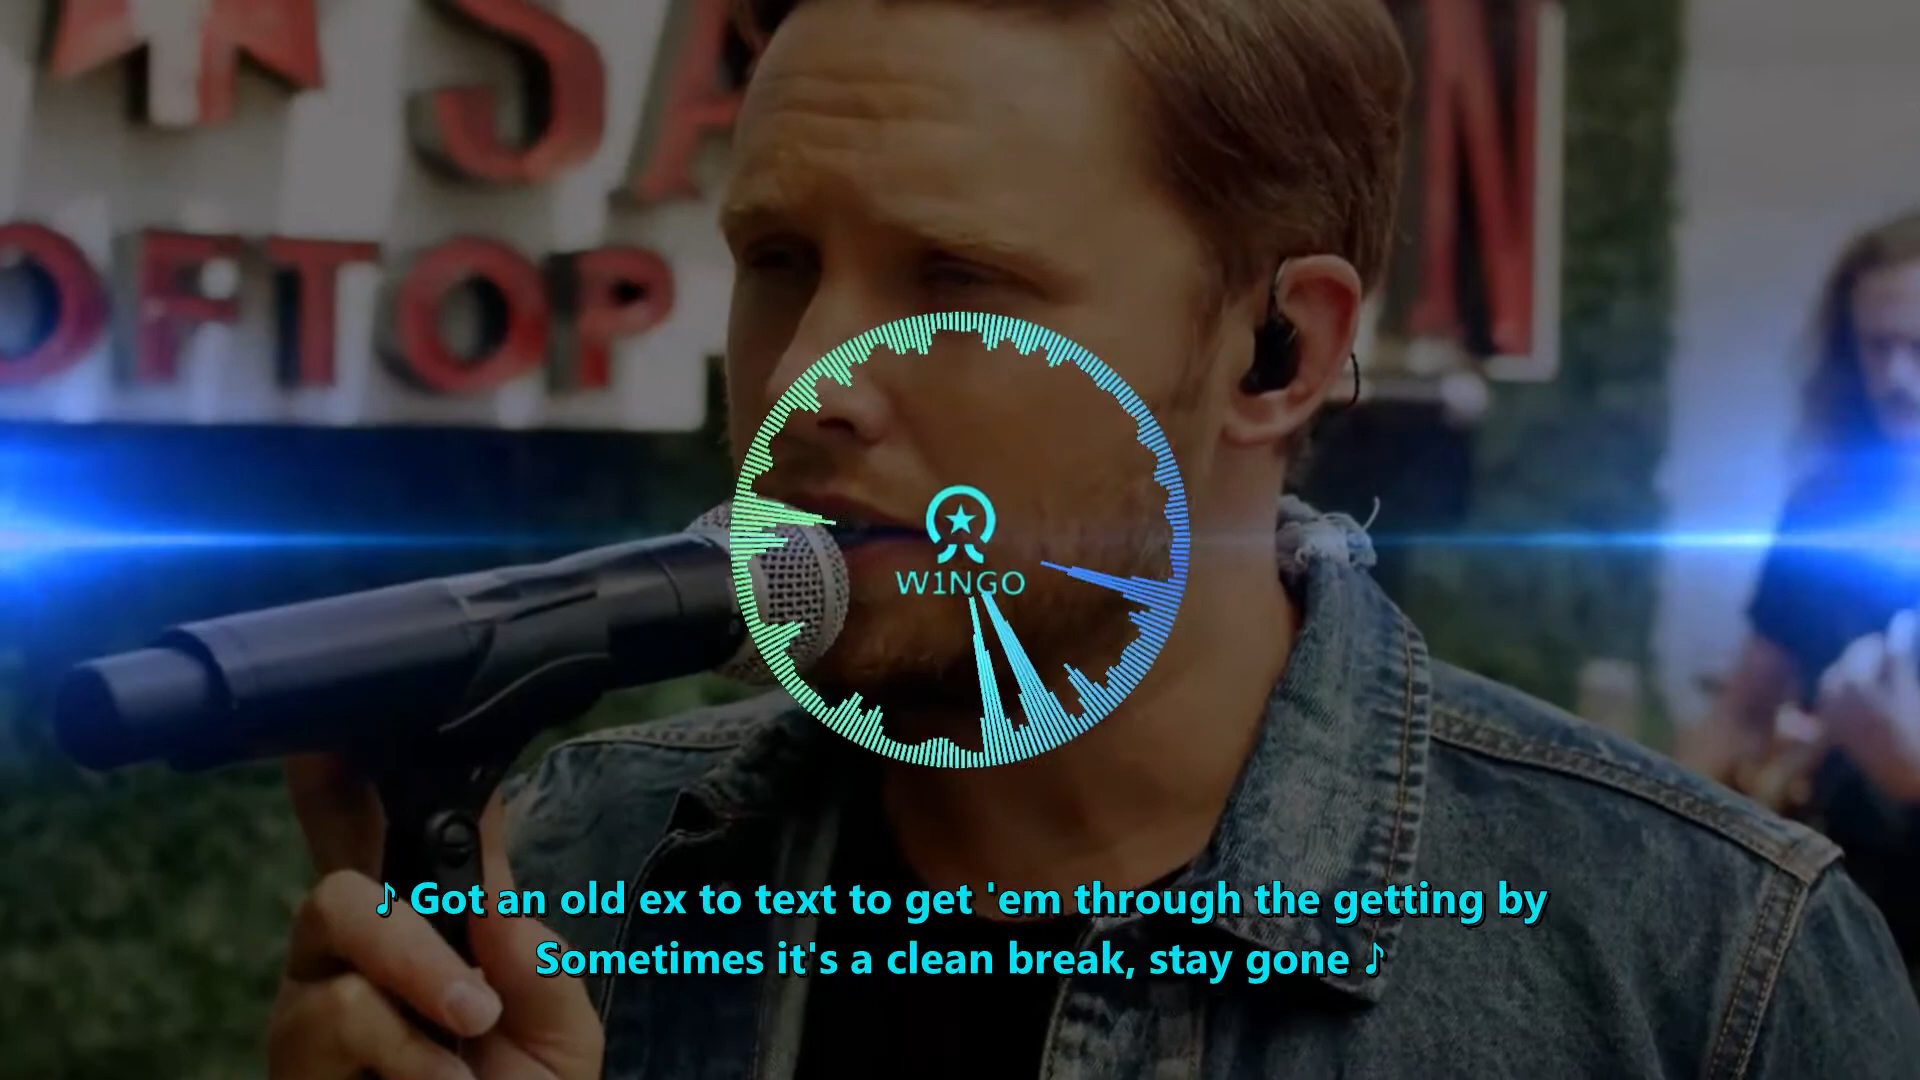 SAN
OFTOP
W1NGO
♪ Got an old ex to text to get 'em through the getting by
Sometimes it's a clean break, stay gone ♪